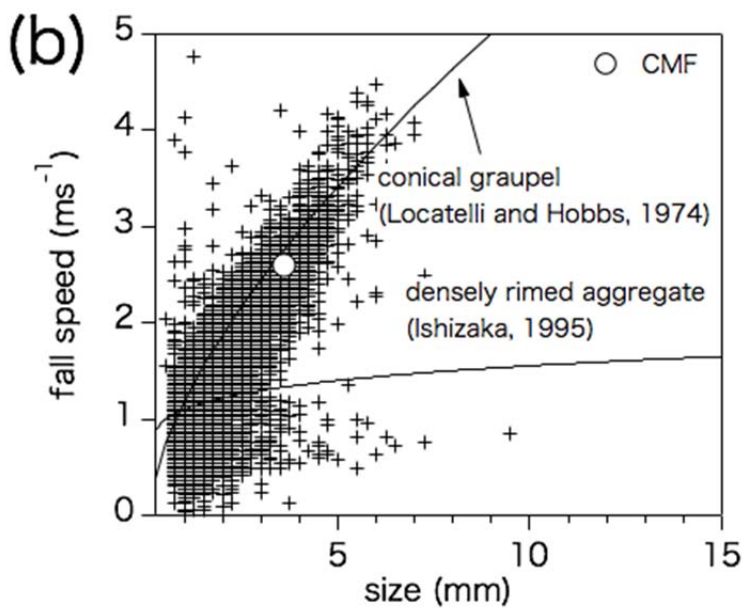 (b)
5
4
3
2
1
0
fall speed (ms⁻¹)
CMF
conical graupel
(Locatelli and Hobbs, 1974)
densely rimed aggregate
(Ishizaka, 1995)
5
10
15
size (mm)